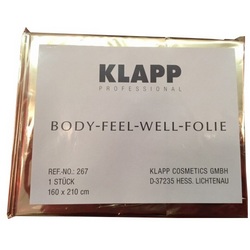 KLAPP
PROFESSIONAL
BODY-FEEL-WELL-FOLIE
REF.NO.: 267
1 STÜCK
160 x 210 cm
KLAPP COSMETICS GMBH
D-37235 HESS. LICHTENAU